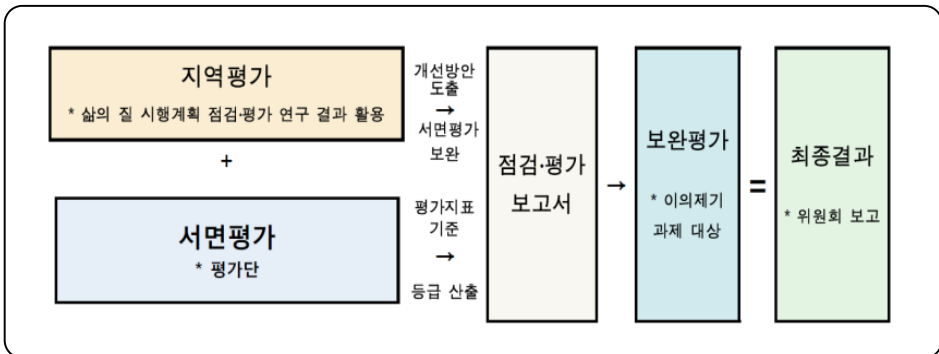 지역평가
* 삶의 질 시행계획 점검·평가 연구 결과 활용
+
서면평가
* 평가단
개선방안
도출
→
서면평가
보완
평가지표
기준
→
등급 산출
점검·평가
보고서
→
보완평가
* 이의제기
과제 대상
=
최종결과
* 위원회 보고